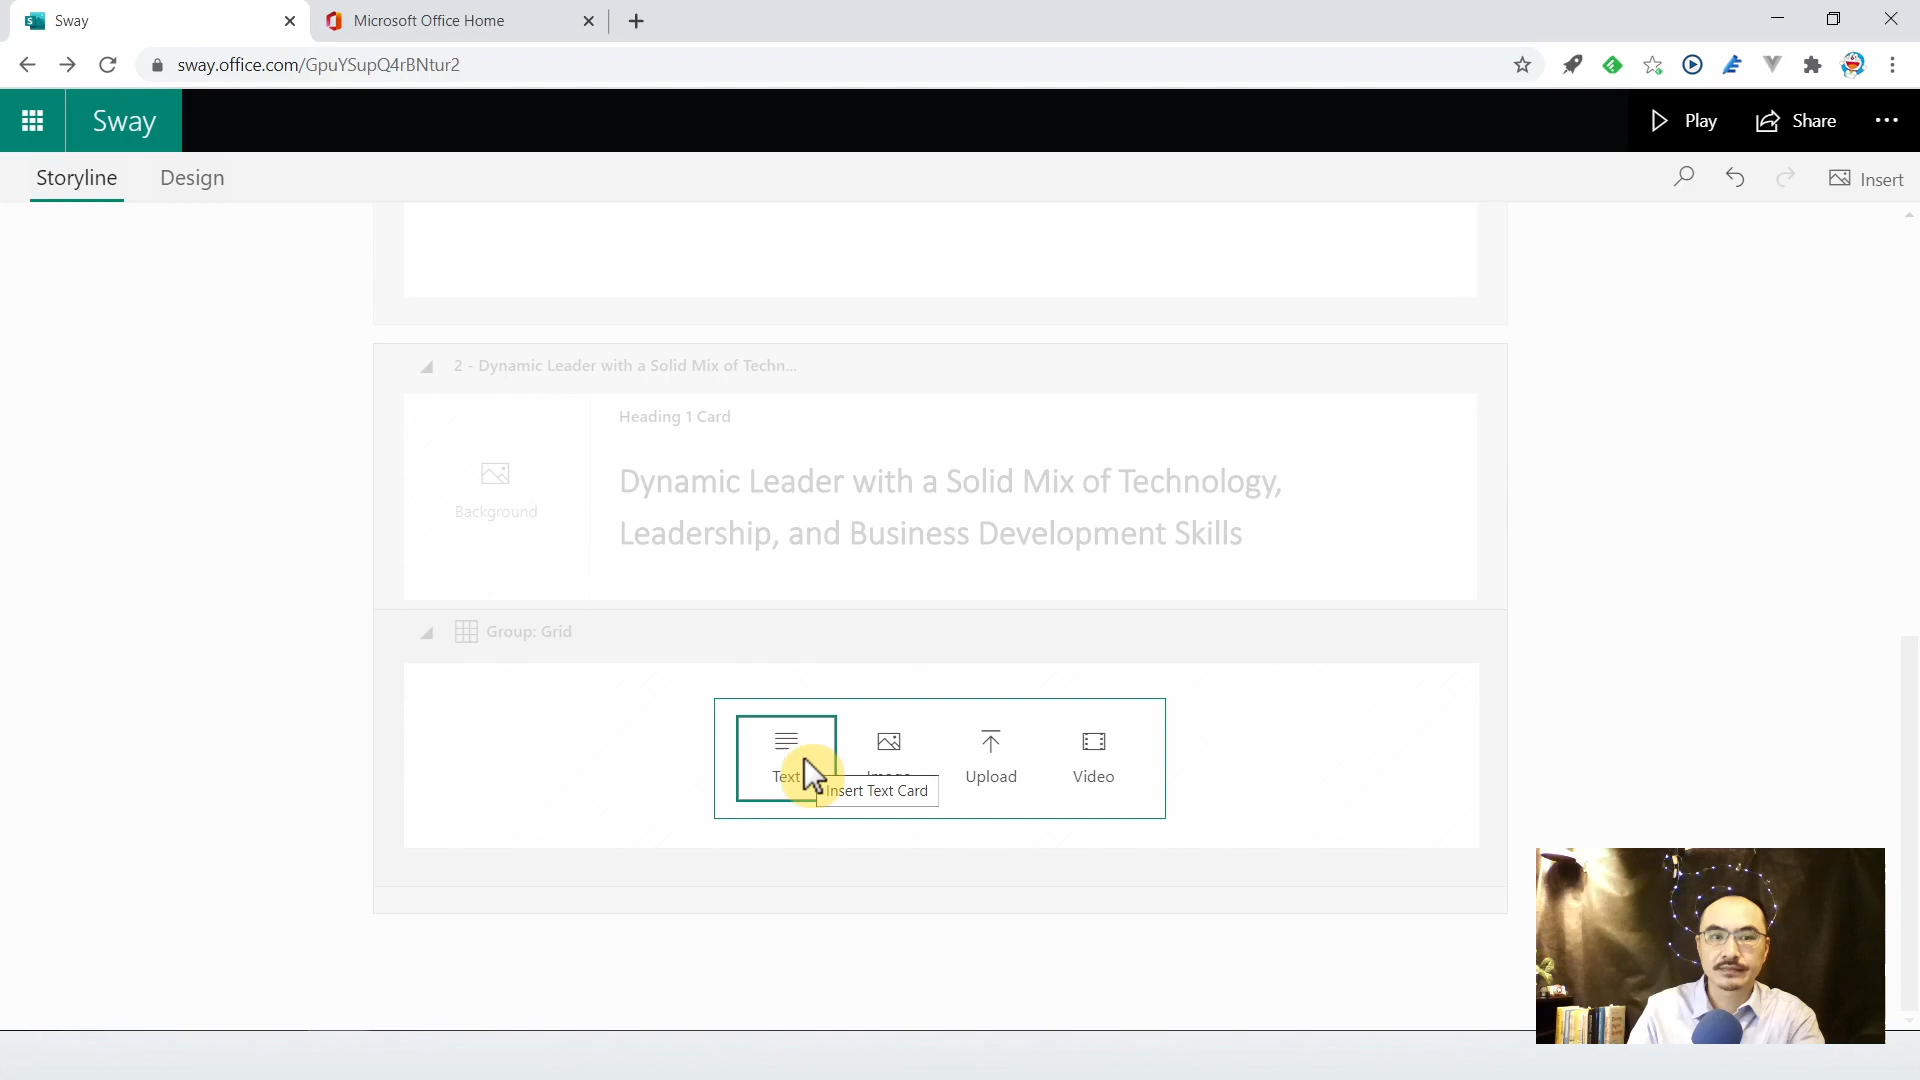 Sway
Microsoft Office Home
sway.office.com/GpuYSupQ4rBNtur2
Sway
Play
Share
Storyline
Design
Insert
2 - Dynamic Leader with a Solid Mix of Techn...
Heading 1 Card
Background
Dynamic Leader with a Solid Mix of Technology,
Leadership, and Business Development Skills
Group: Grid
Text
Upload
Video
Insert Text Card